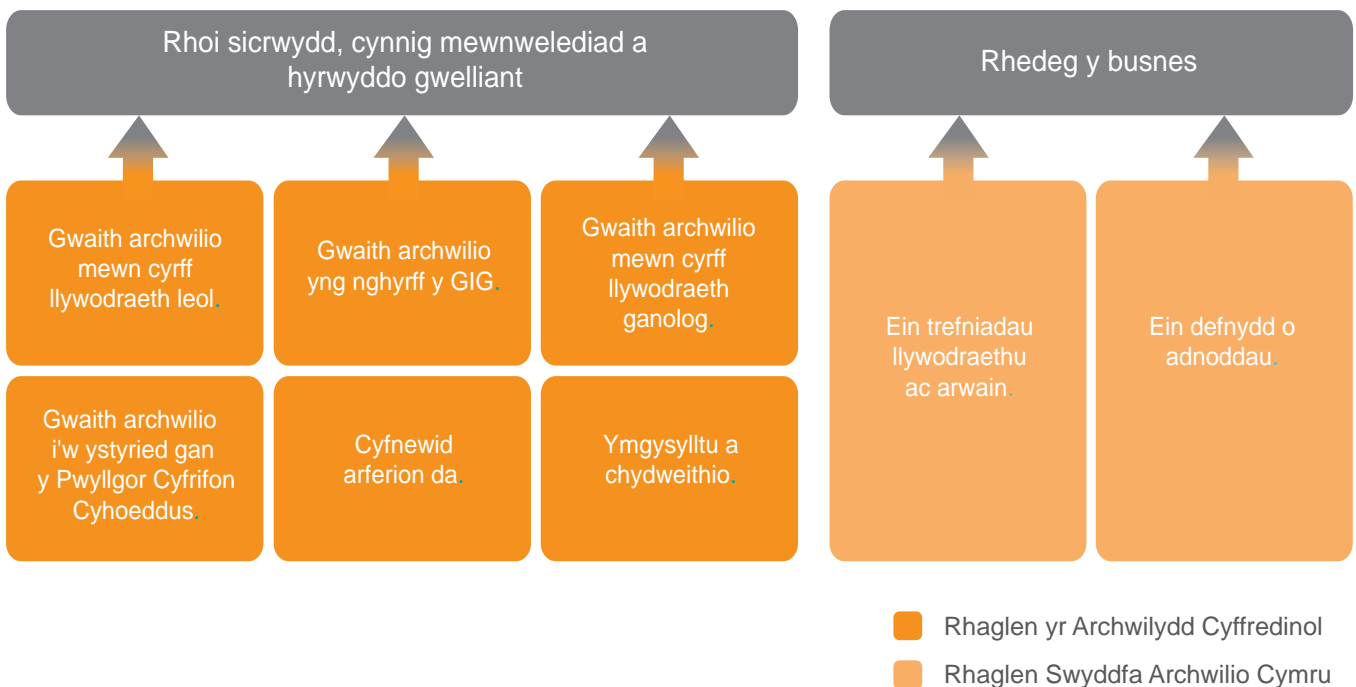 Rhoi sicrwydd, cynnig mewnwelediad a
hyrwyddo gwelliant
Rhedeg y busnes
Gwaith archwilio
mewn cyrff
llywodraeth leol.
Gwaith archwilio
yng nghyrff y GIG.
Gwaith archwilio
mewn cyrff
llywodraeth
ganolog.
Ein trefniadau
llywodraethu
ac arwain.
Ein defnydd o
adnoddau.
Gwaith archwilio
i'w ystyried gan
y Pwyllgor Cyfrifon
Cyhoeddus.
Cyfnewid
arferion da.
Ymgysylltu a
chydweithio.
Rhaglen yr Archwilydd Cyffredinol
Rhaglen Swyddfa Archwilio Cymru